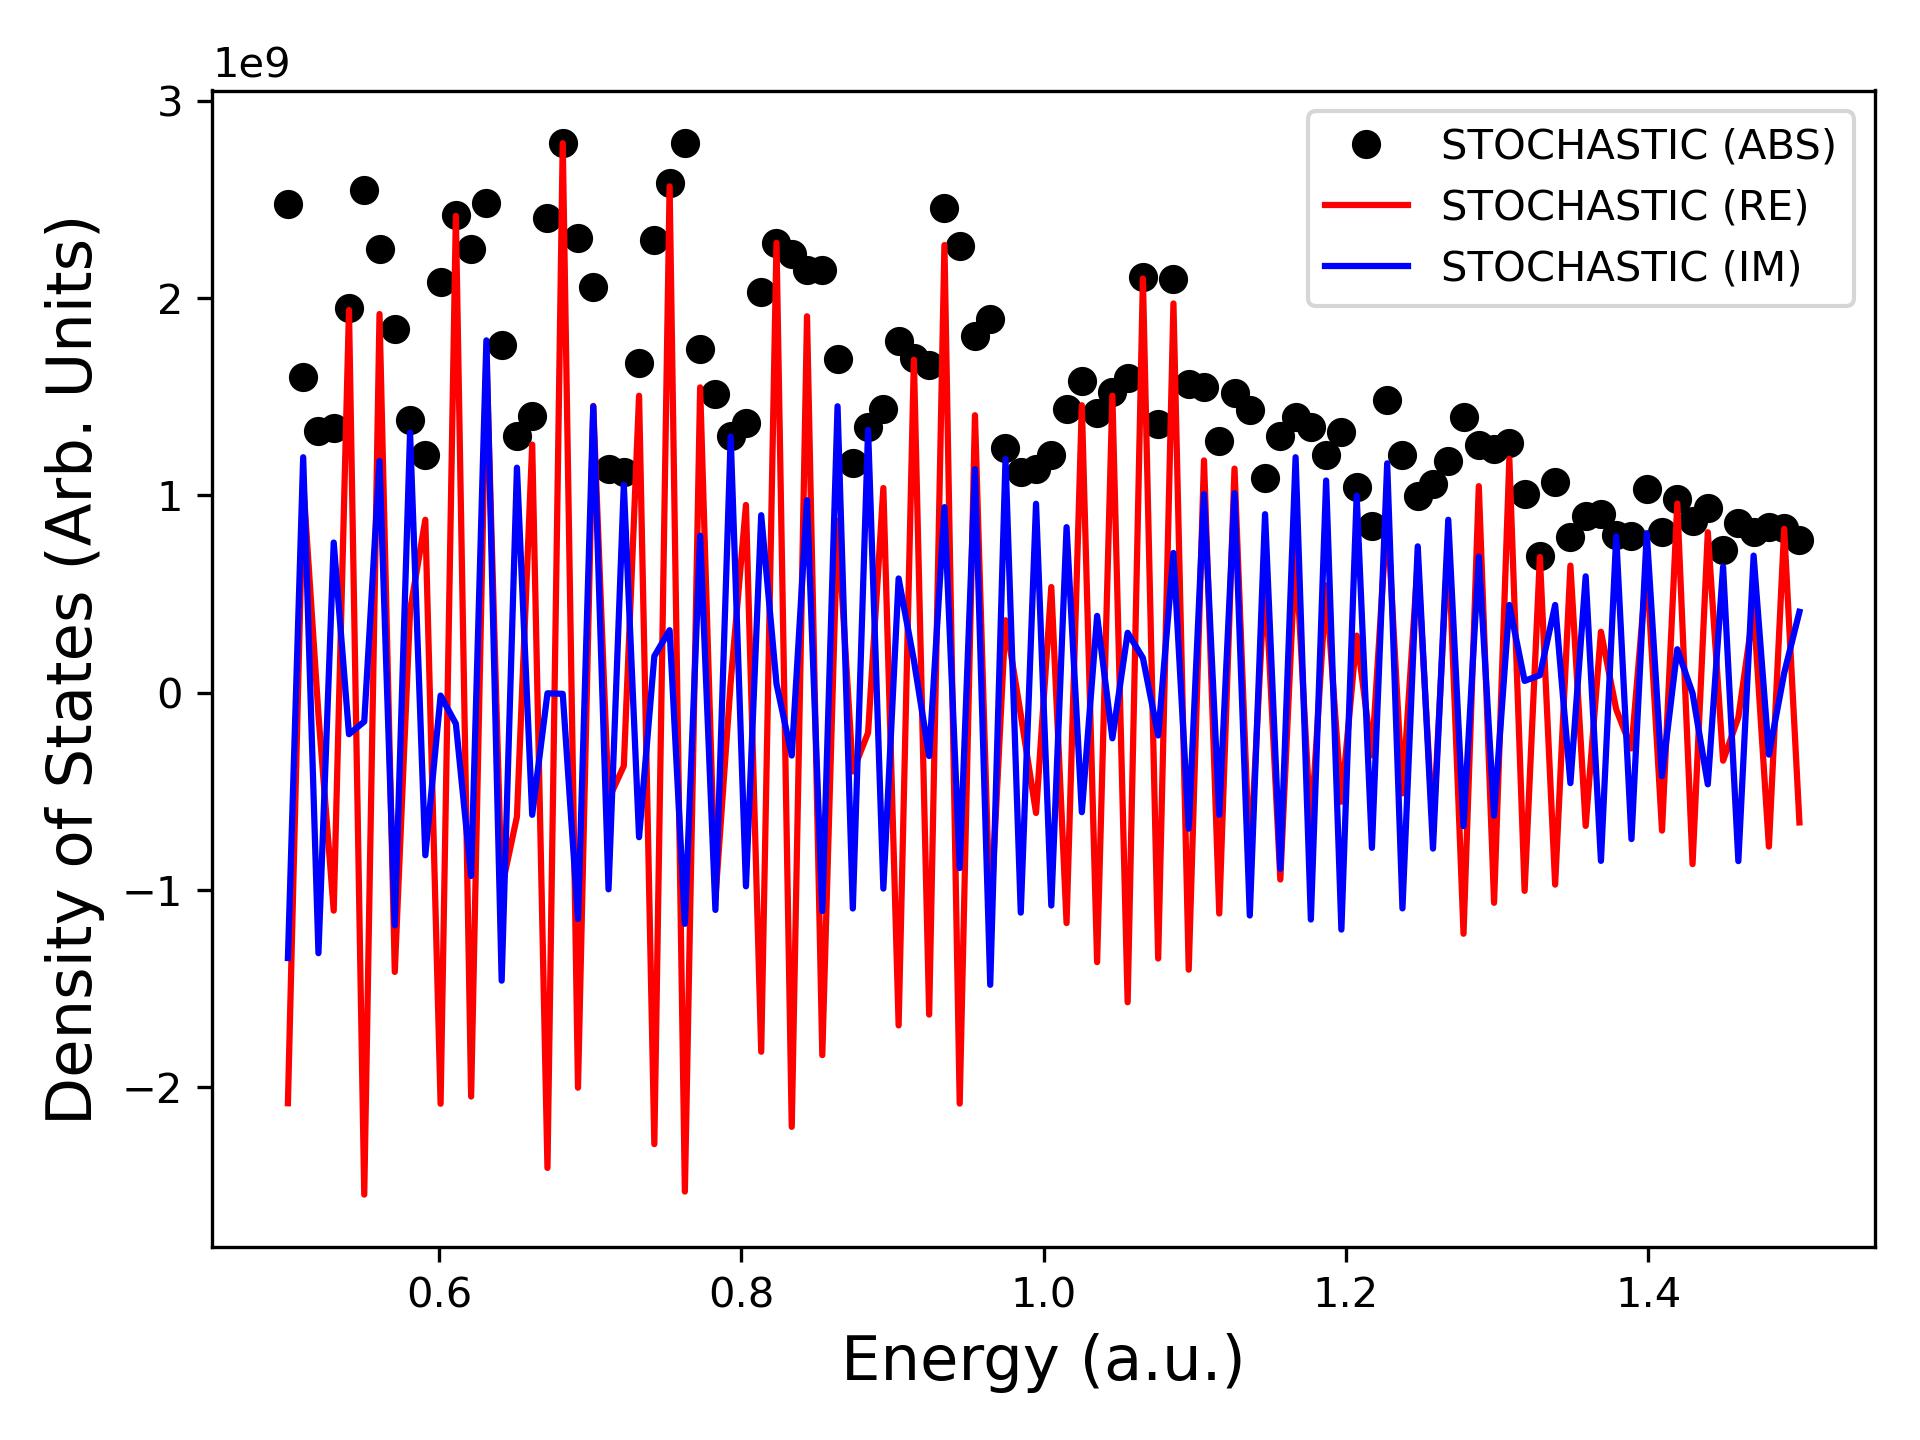 1e9
3
2
1
0
−1
−2
Density of States (Arb. Units)
STOCHASTIC (ABS)
STOCHASTIC (RE)
STOCHASTIC (IM)
0.6 0.8 1.0 1.2 1.4
Energy (a.u.)